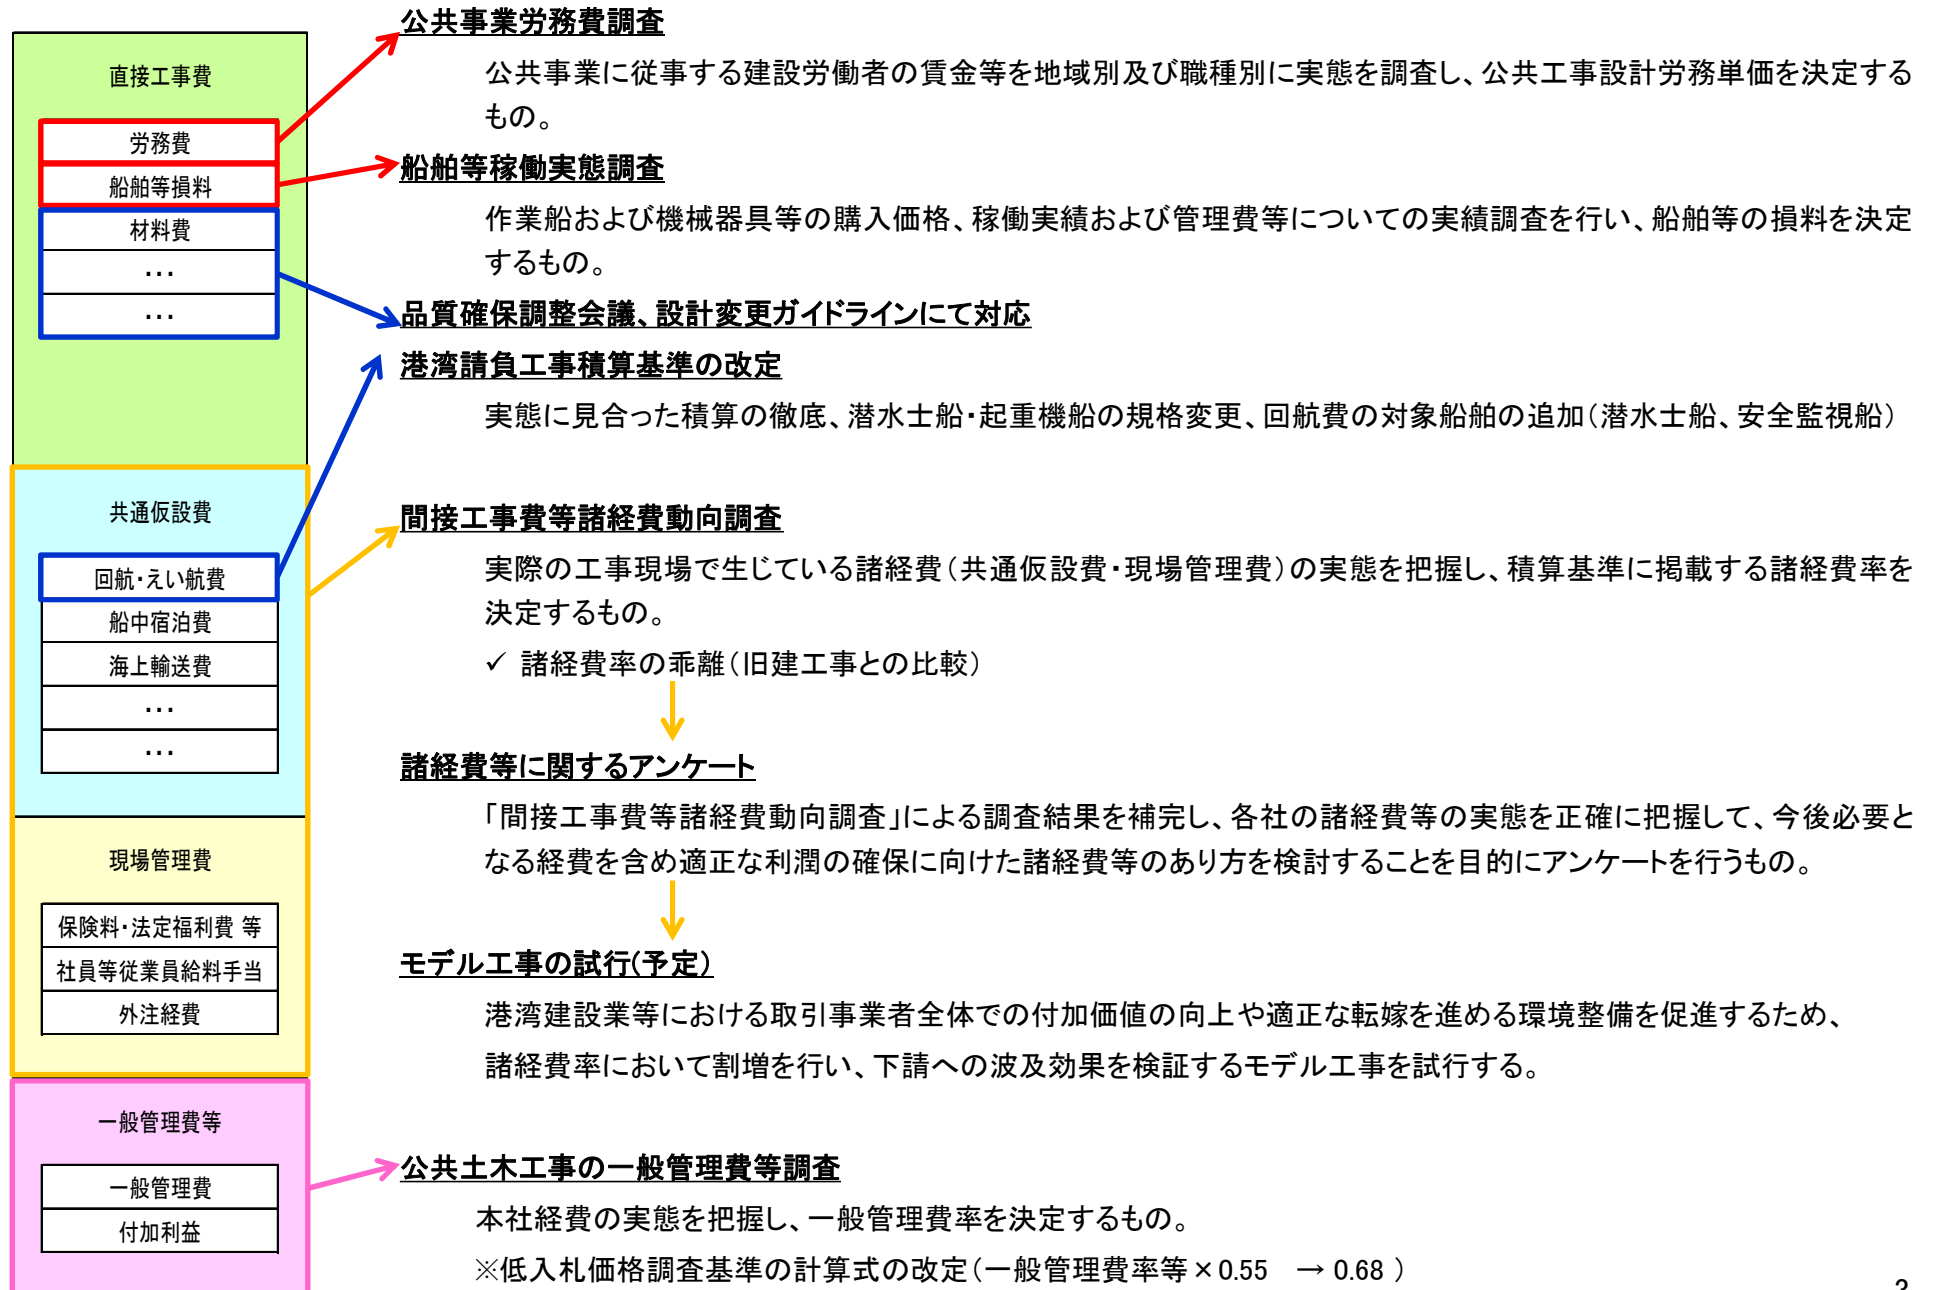 直接工事費
労務費
船舶等損料
材料費
・・・
・・・
共通仮設費
回航・えい航費
船中宿泊費
海上輸送費
・・・
・・・
現場管理費
保険料・法定福利費 等
社員等従業員給料手当
外注経費
一般管理費等
一般管理費
付加利益
公共事業労務費調査
公共事業に従事する建設労働者の賃金等を地域別及び職種別に実態を調査し、公共工事設計労務単価を決定する
もの。
船舶等稼働実態調査
作業船および機械器具等の購入価格、稼働実績および管理費等についての実績調査を行い、船舶等の損料を決定
するもの。
品質確保調整会議、設計変更ガイドラインにて対応
港湾請負工事積算基準の改定
実態に見合った積算の徹底、潜水士船・起重機船の規格変更、回航費の対象船舶の追加（潜水士船、安全監視船）
間接工事費等諸経費動向調査
実際の工事現場で生じている諸経費（共通仮設費・現場管理費）の実態を把握し、積算基準に掲載する諸経費率を
決定するもの。
✓ 諸経費率の乖離（旧建工事との比較）
諸経費等に関するアンケート
「間接工事費等諸経費動向調査」による調査結果を補完し、各社の諸経費等の実態を正確に把握して、今後必要と
なる経費を含め適正な利潤の確保に向けた諸経費等のあり方を検討することを目的にアンケートを行うもの。
モデル工事の試行(予定）
港湾建設業等における取引事業者全体での付加価値の向上や適正な転嫁を進める環境整備を促進するため、
諸経費率において割増を行い、下請への波及効果を検証するモデル工事を試行する。
公共土木工事の一般管理費等調査
本社経費の実態を把握し、一般管理費率を決定するもの。
※低入札価格調査基準の計算式の改定（一般管理費率等×0.55 → 0.68 ）
3